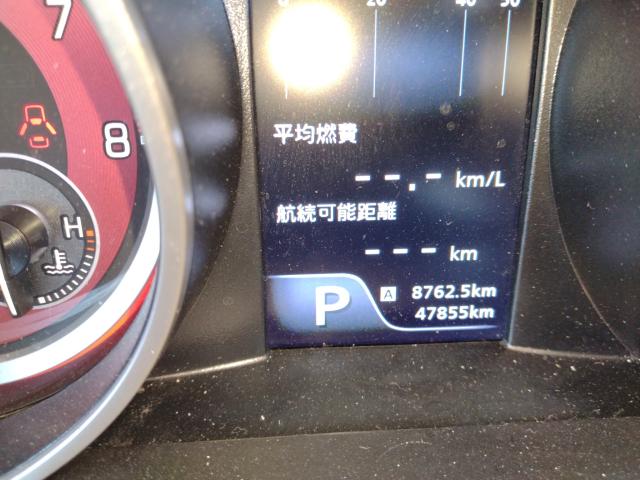 7
8
H
0 20 40 50
平均燃費
--.- km/L
航続可能距離
--- km
P
A 8762.5km
47855km